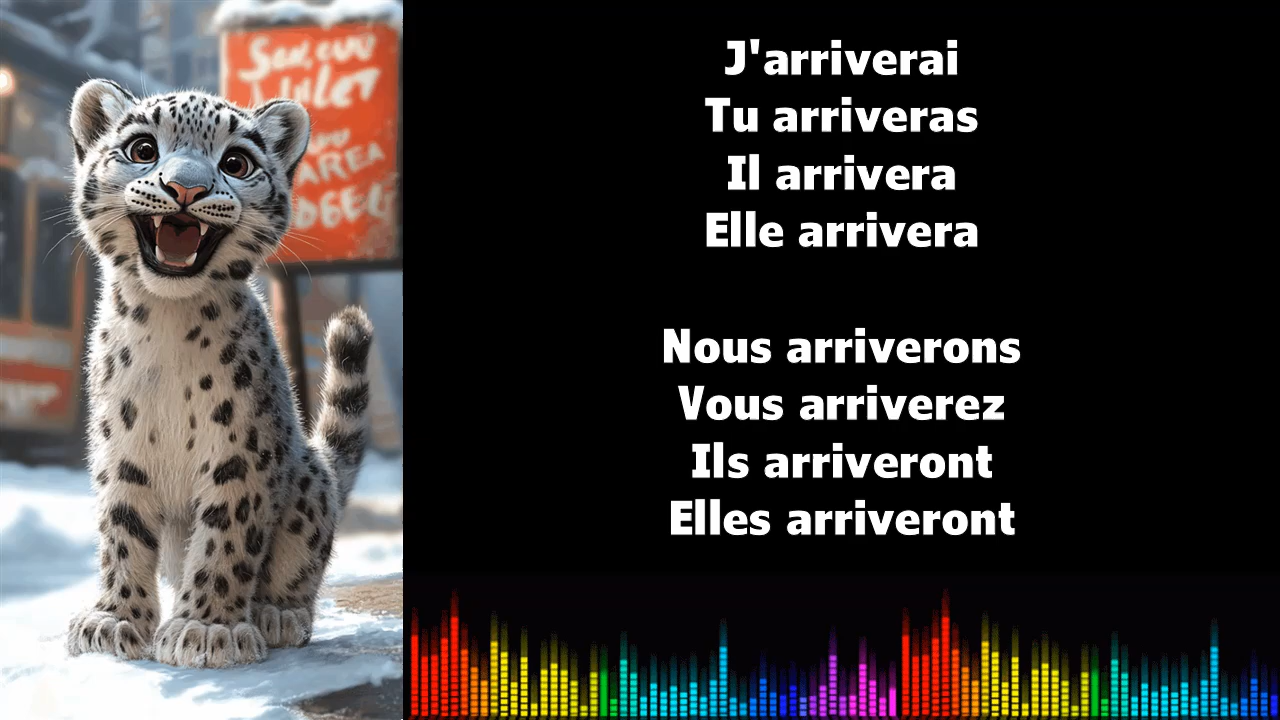 J'arriverai
Tu arriveras
Il arrivera
Elle arrivera
Nous arriverons
Vous arriverez
Ils arriveront
Elles arriveront